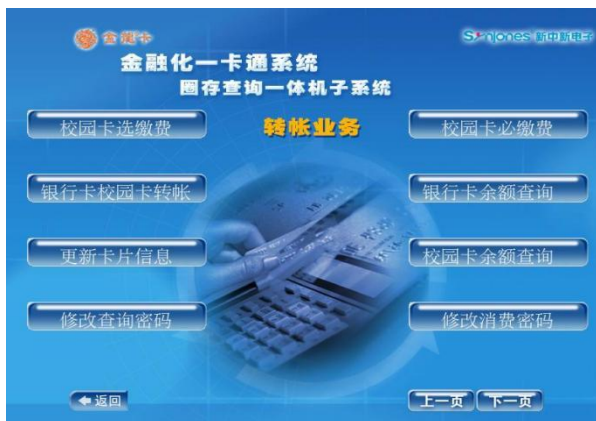 金龍卡
Synjones 新中新电子
金融化一卡通系统
圈存查询一体机子系统
转帐业务
校园卡选缴费
校园卡必缴费
银行卡校园卡转帐
银行卡余额查询
更新卡片信息
校园卡余额查询
修改查询密码
修改消费密码
返回
上一页
下一页